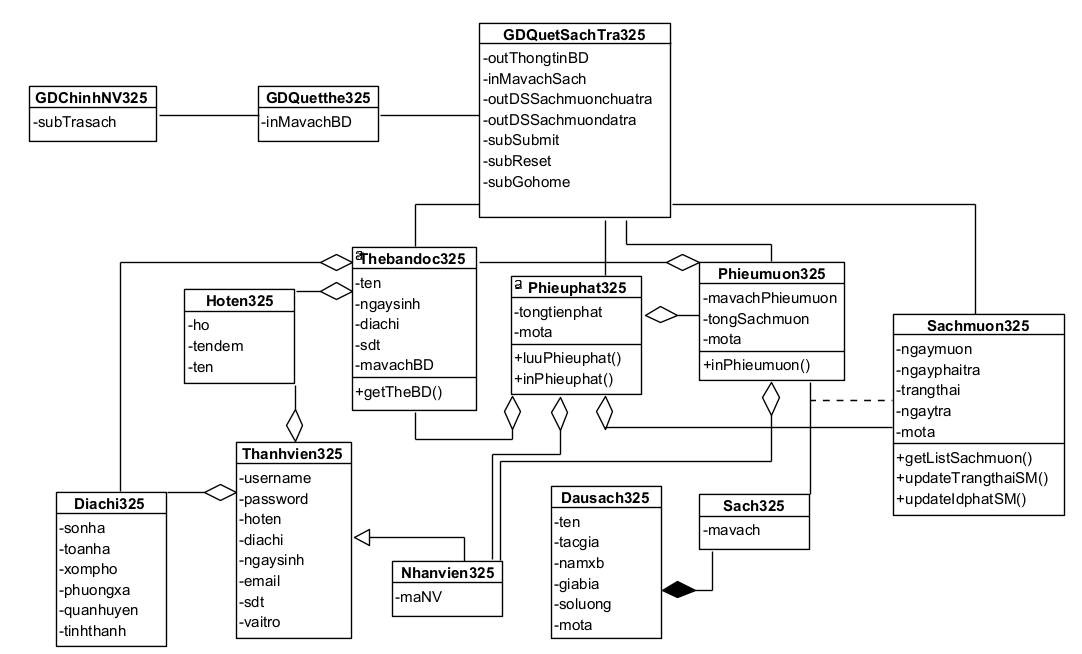 GDQuetSachTra325
-outThongtinBD
-inMavachSach
-outDSSachmuonchuatra
-outDSSachmuondatra
-subSubmit
-subReset
-subGohome
GDChinhNV325
-subTrasach
GDQuetthe325
-inMavachBD
a
Thebandoc325
-ten
-ngaysinh
-diachi
-sdt
-mavachBD
+getTheBD()
Hoten325
-ho
-tendem
-ten
a
Phieuphat325
-tongtienphat
-mota
+luuPhieuphat()
+inPhieuphat()
Phieumuon325
-mavachPhieumuon
-tongSachmuon
-mota
+inPhieumuon()
Sachmuon325
-ngaymuon
-ngayphaitra
-trangthai
-ngaytra
-mota
+getListSachmuon()
+updateTrangthaiSM()
+updateIdphatSM()
Thanhvien325
-username
-password
-hoten
-diachi
-ngaysinh
-email
-sdt
-vaitro
Diachi325
-sonha
-toanha
-xompho
-phuongxa
-quanhuyen
-tinhthanh
Nhanvien325
-maNV
Dausach325
-ten
-tacgia
-namxb
-giabia
-soluong
-mota
Sach325
-mavach